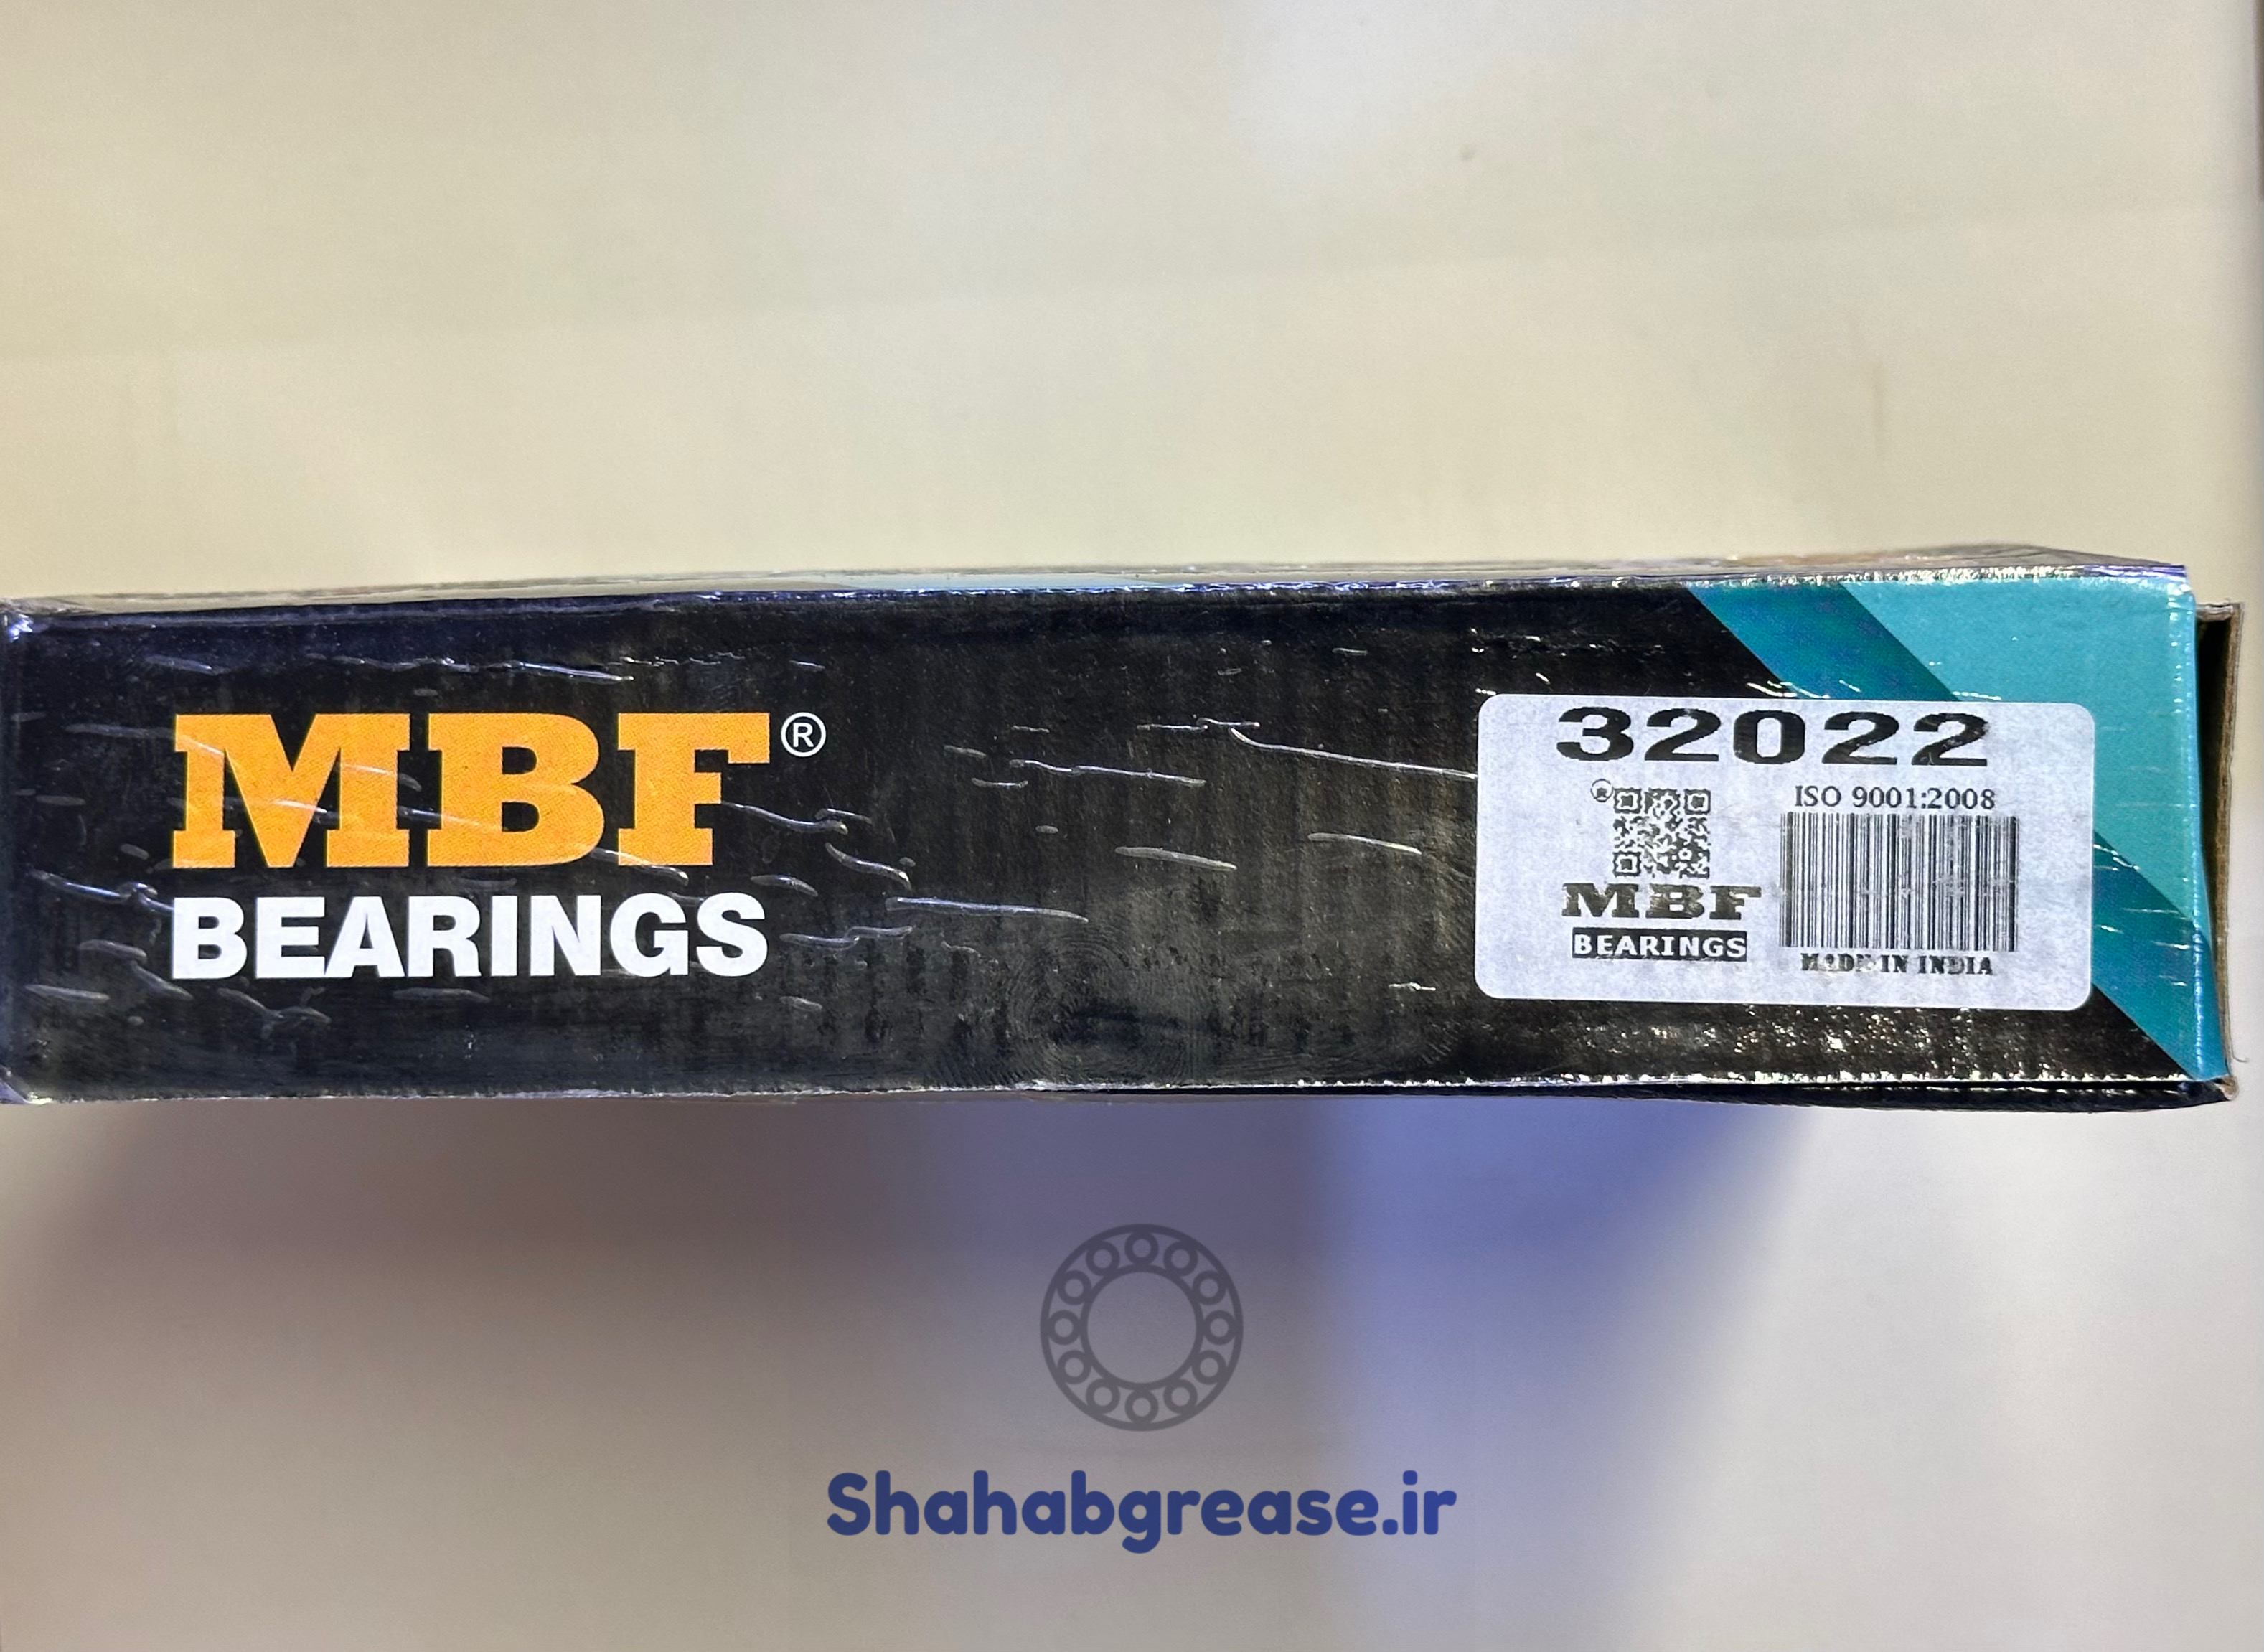 MBF®
BEARINGS
32022
®
ISO 9001:2008
MBF
BEARINGS
MADE IN INDIA
Shahabgrease.ir